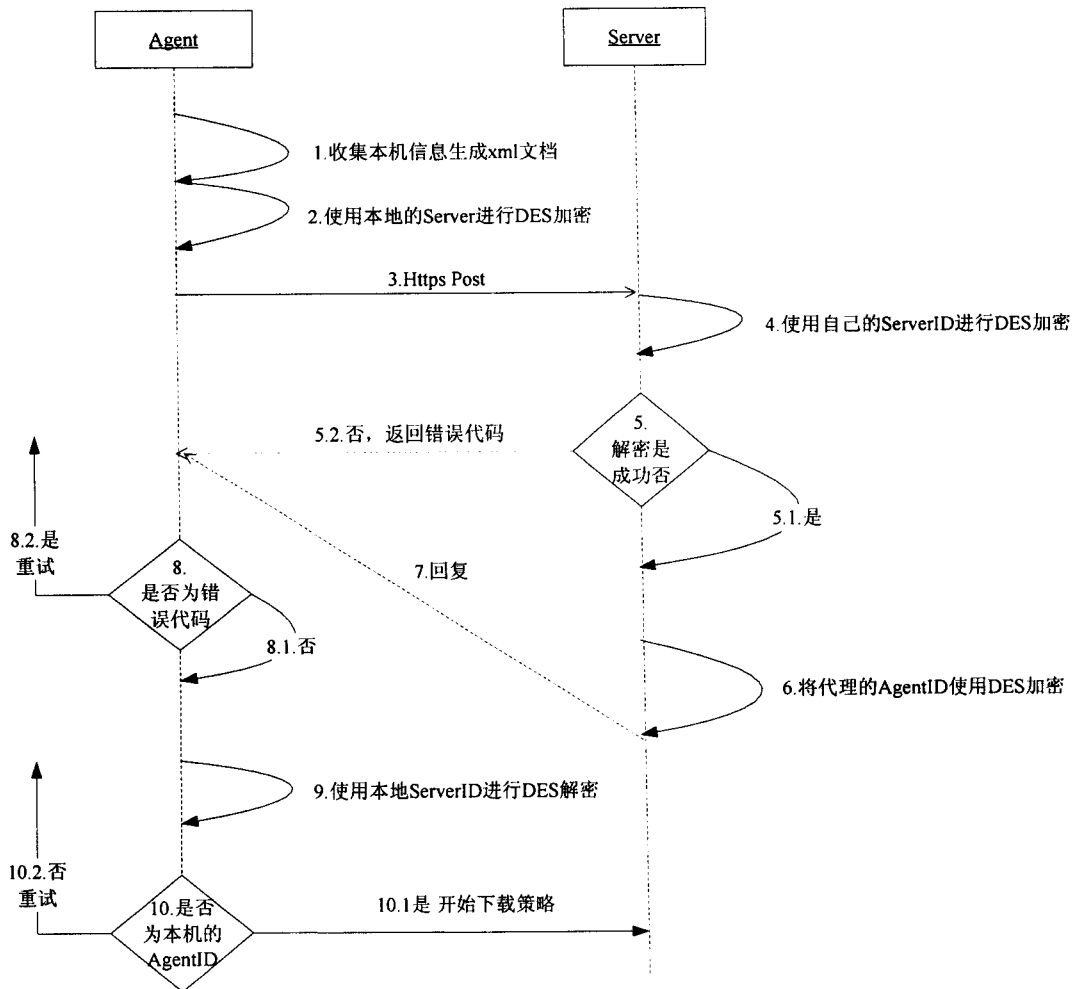 Agent
Server
1.收集本机信息生成xml文档
2.使用本地的Server进行DES加密
3.Https Post
4.使用自己的ServerID进行DES加密
5.
解密是
成功否
5.2.否，返回错误代码
5.1.是
8.2.是
重试
8.
是否为错
误代码
7.回复
8.1.否
6.将代理的AgentID使用DES加密
9.使用本地ServerID进行DES解密
10.2.否
重试
10.是否
为本机的
AgentID
10.1是 开始下载策略